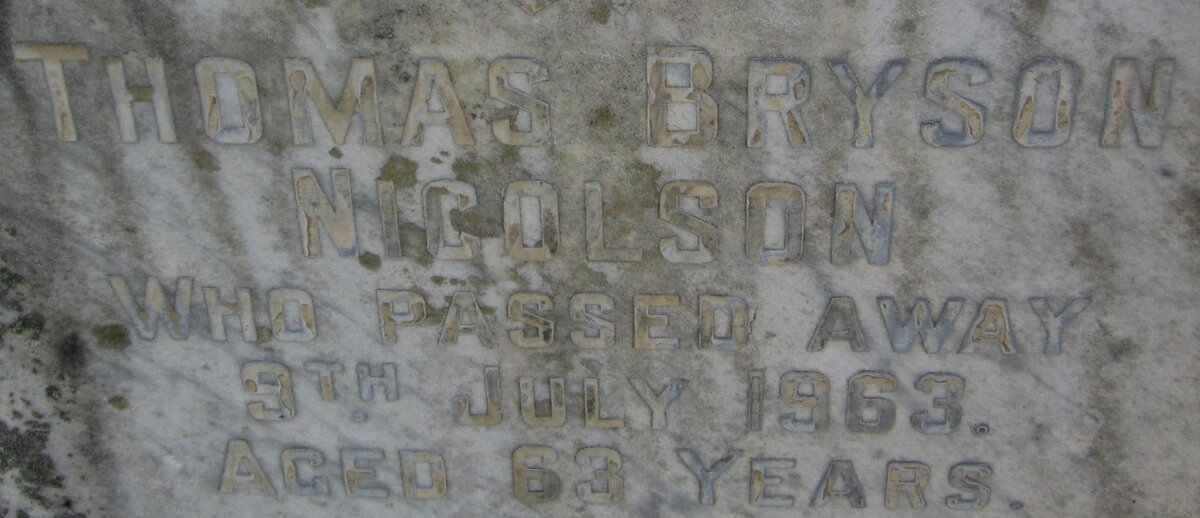 THOMAS BRYSON
NICOLSON
WHO PASSED AWAY
9TH JULY 1963.
AGED 63 YEARS.